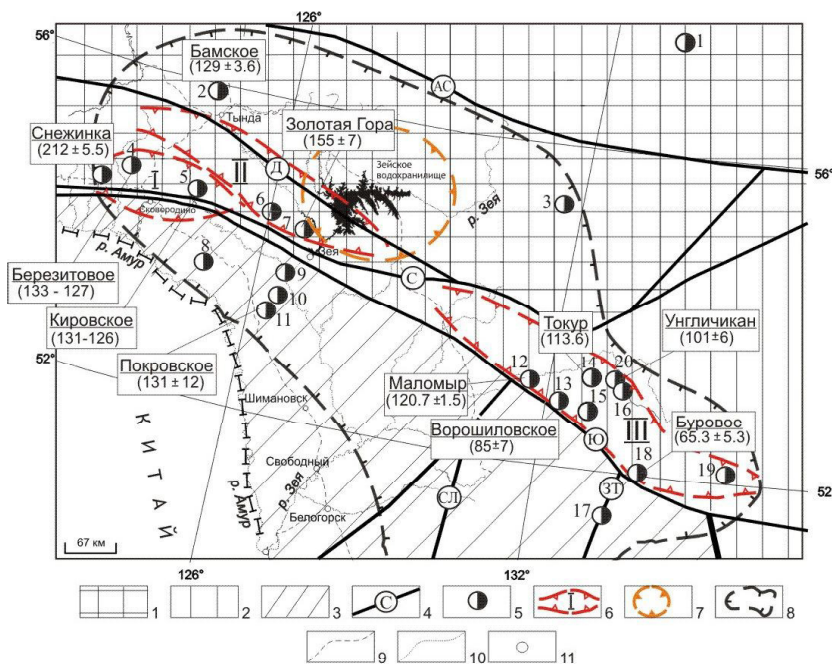 126°
56°
1
Бамское
(129 ± 3.6)
АС
2
Тында
Золотая Гора
(155 ± 7)
Снежинка
(212 ± 5.5)
4
II
Д
Зейское
водохранилище
56°
I
5
3
р. Зея
Сковородино
6
7
Зея
р. Амур
8
С
Березитовое
(133 - 127)
9
10
Кировское
(131-126)
11
Токур
(113.6)
Унгличикан
(101±6)
52°
Покровское
(131 ± 12)
12
14
20
Маломыр
(120.7 ±1.5)
13
15
16
Шимановск
Ворошиловское
(85±7)
III
Буровос
(65.3 ± 5.3)
КИТАЙ
Ю
18
19
Свободный
р. Зея
СЛ
ЗТ
52
р. Амур
Белогорск
17
67 км
126°
132°
1
2
3
С
4
5
I
6
7
8
9
10
11